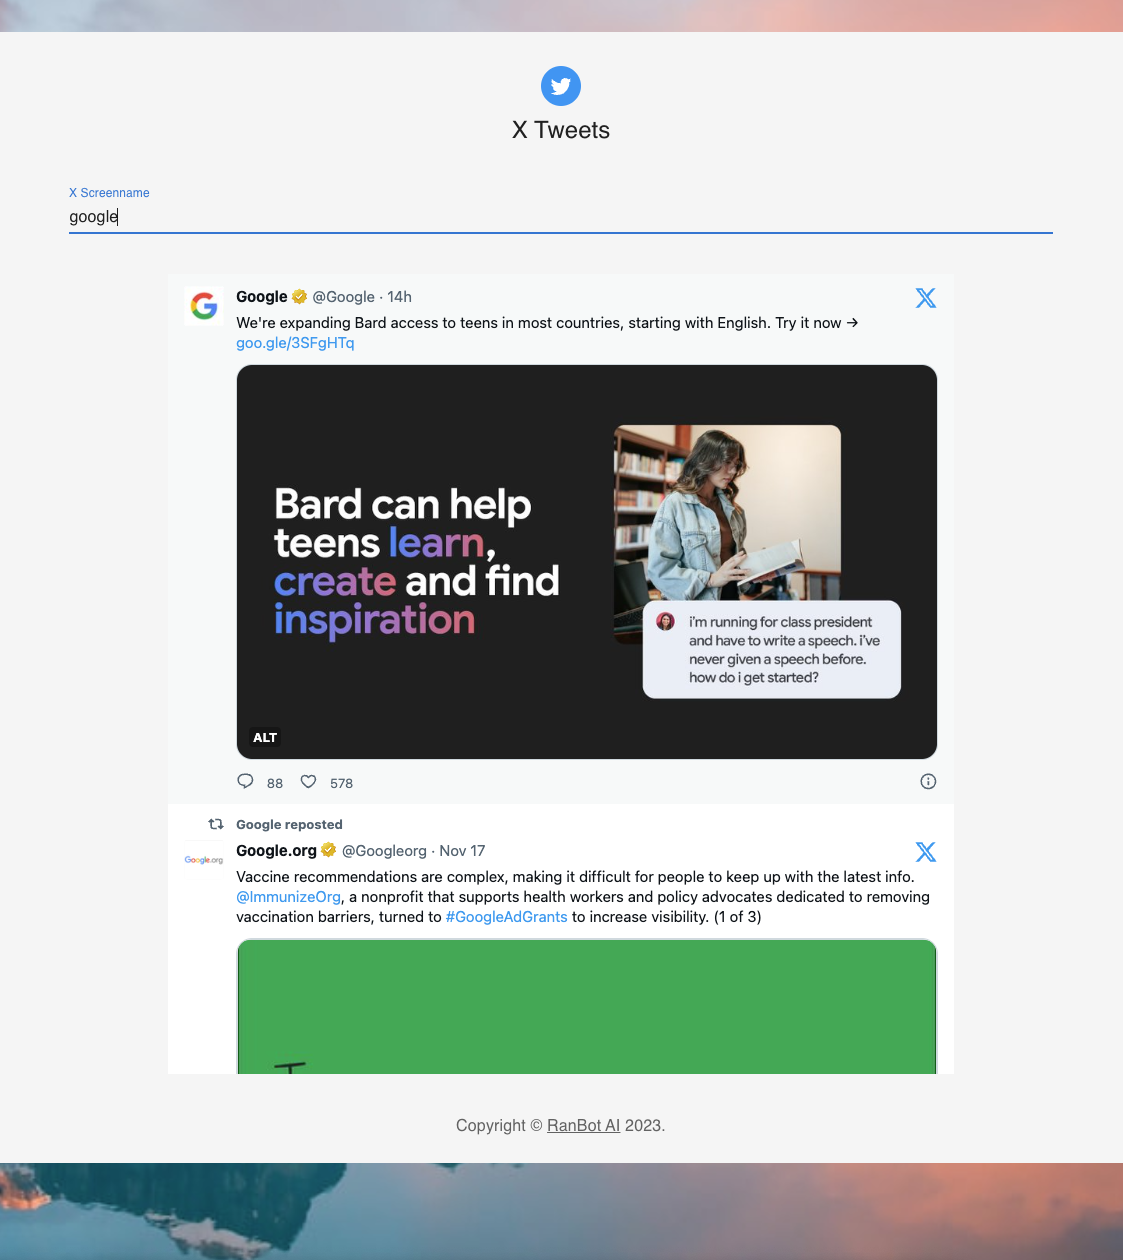 X Tweets
X Screenname
google
Google @Google · 14h
We're expanding Bard access to teens in most countries, starting with English. Try it now →
goo.gle/3SFgHTq
Bard can help
teens learn,
create and find
inspiration
i'm running for class president
and have to write a speech. i've
never given a speech before.
how do i get started?
ALT
88 578
Google reposted
Google.org
Google.org @Googleorg · Nov 17
Vaccine recommendations are complex, making it difficult for people to keep up with the latest info.
@ImmunizeOrg, a nonprofit that supports health workers and policy advocates dedicated to removing
vaccination barriers, turned to #GoogleAdGrants to increase visibility. (1 of 3)
Copyright © RanBot AI 2023.